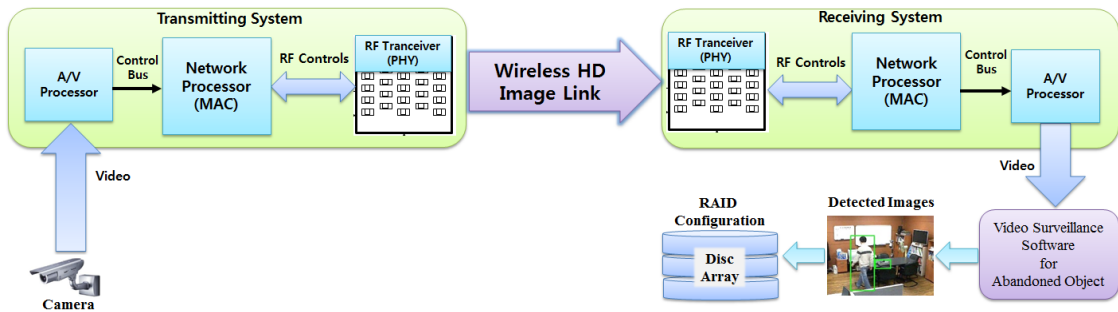 Transmitting System
A/V
Processor
Control
Bus
Network
Processor
(MAC)
RF Controls
RF Tranceiver
(PHY)
Video
Camera
Wireless HD
Image Link
Receiving System
RF Tranceiver
(PHY)
RF Controls
Network
Processor
(MAC)
Control
Bus
A/V
Processor
Video
Video Surveillance
Software
for
Abandoned Object
Detected Images
RAID
Configuration
Disc
Array